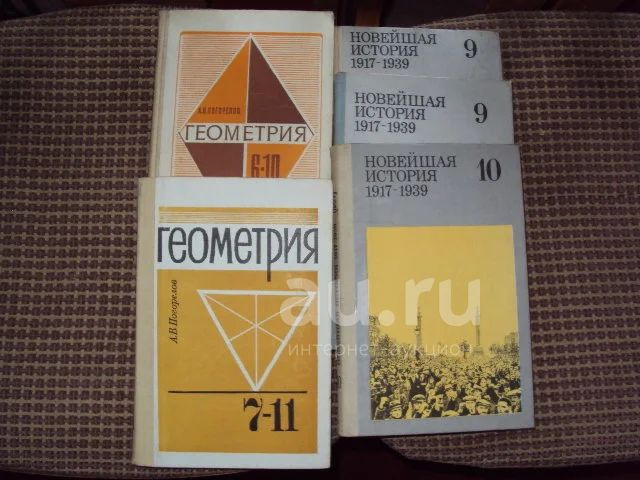 А.В.ПОГОРЕЛОВ
ГЕОМЕТРИЯ
6-10
НОВЕЙШАЯ
ИСТОРИЯ
1917-1939
9
НОВЕЙШАЯ
ИСТОРИЯ
1917-1939
9
НОВЕЙШАЯ
ИСТОРИЯ
1917-1939
10
геометрия
А.В.Погорелов
7-11
au.ru
интернет-аукцион